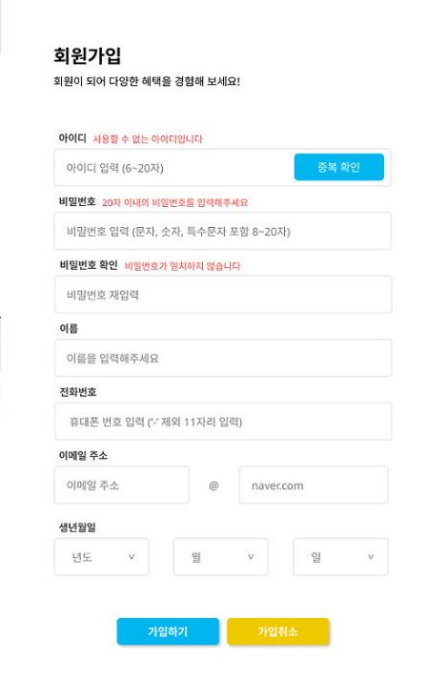 회원가입
회원이 되어 다양한 혜택을 경험해 보세요!
아이디 사용할 수 없는 아이디입니다
아이디 입력 (6~20자) 중복 확인
비밀번호 20자 이내의 비밀번호를 입력해주세요
비밀번호 입력 (문자, 숫자, 특수문자 포함 8~20자)
비밀번호 확인 비밀번호가 일치하지 않습니다
비밀번호 재입력
이름
이름을 입력해주세요
전화번호
휴대폰 번호 입력 ('-' 제외 11자리 입력)
이메일 주소
이메일 주소 @ naver.com
생년월일
년도 v 월 v 일 v
가입하기 가입취소